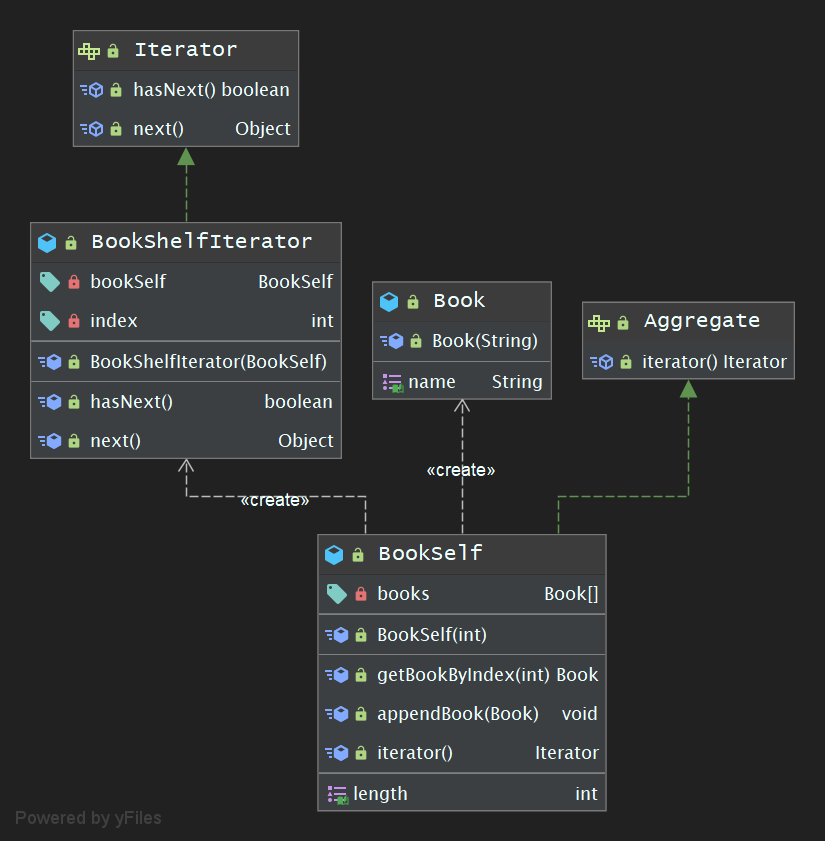 Iterator
hasNext() boolean
next() Object
BookShelfIterator
bookSelf BookSelf
index int
BookShelfIterator(BookSelf)
hasNext() boolean
next() Object
Book
Book(String)
name String
Aggregate
iterator() Iterator
«create»
«create»
BookSelf
books Book[]
BookSelf(int)
getBookByIndex(int) Book
appendBook(Book) void
iterator() Iterator
length int
Powered by yFiles